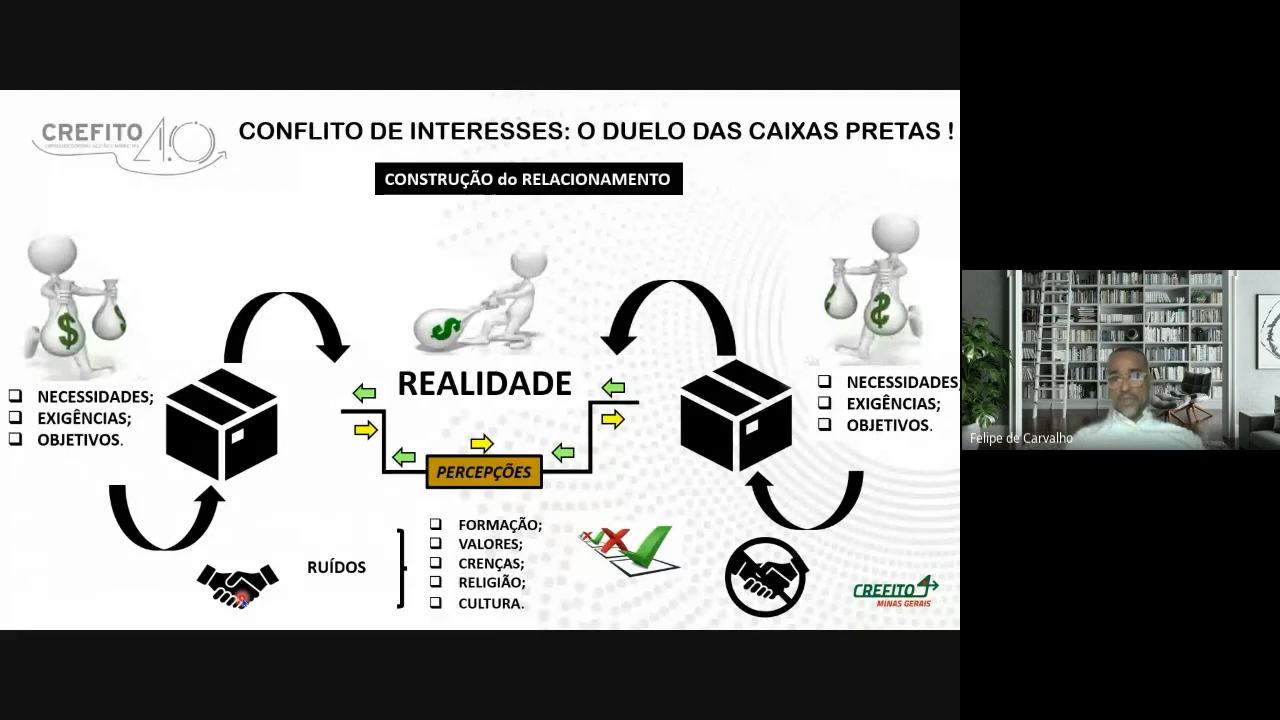 CREFITO 4.0
CONFLITO DE INTERESSES: O DUELO DAS CAIXAS PRETAS !
CONSTRUÇÃO do RELACIONAMENTO
❑ NECESSIDADES;
❑ EXIGÊNCIAS;
❑ OBJETIVOS.
REALIDADE
PERCEPÇÕES
❑ NECESSIDADES
❑ EXIGÊNCIAS;
❑ OBJETIVOS.
Felipe de Carvalho
RUÍDOS
❑ FORMAÇÃO;
❑ VALORES;
❑ CRENÇAS;
❑ RELIGIÃO;
❑ CULTURA.
CREFITO 4
MINAS GERAIS